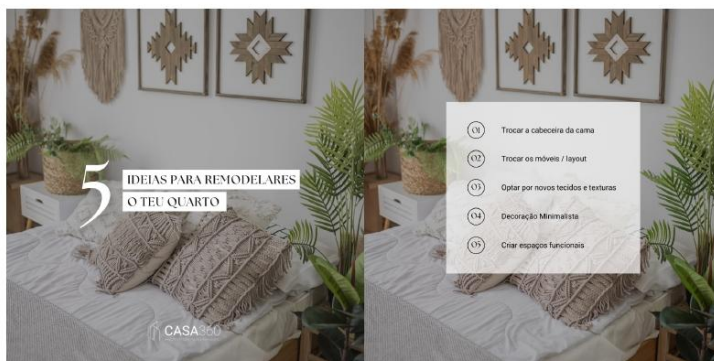 5
IDEIAS PARA REMODELARES
O TEU QUARTO
CASA360
01 Trocar a cabeceira da cama
02 Trocar os móveis / layout
03 Optar por novos tecidos e texturas
04 Decoração Minimalista
05 Criar espaços funcionais